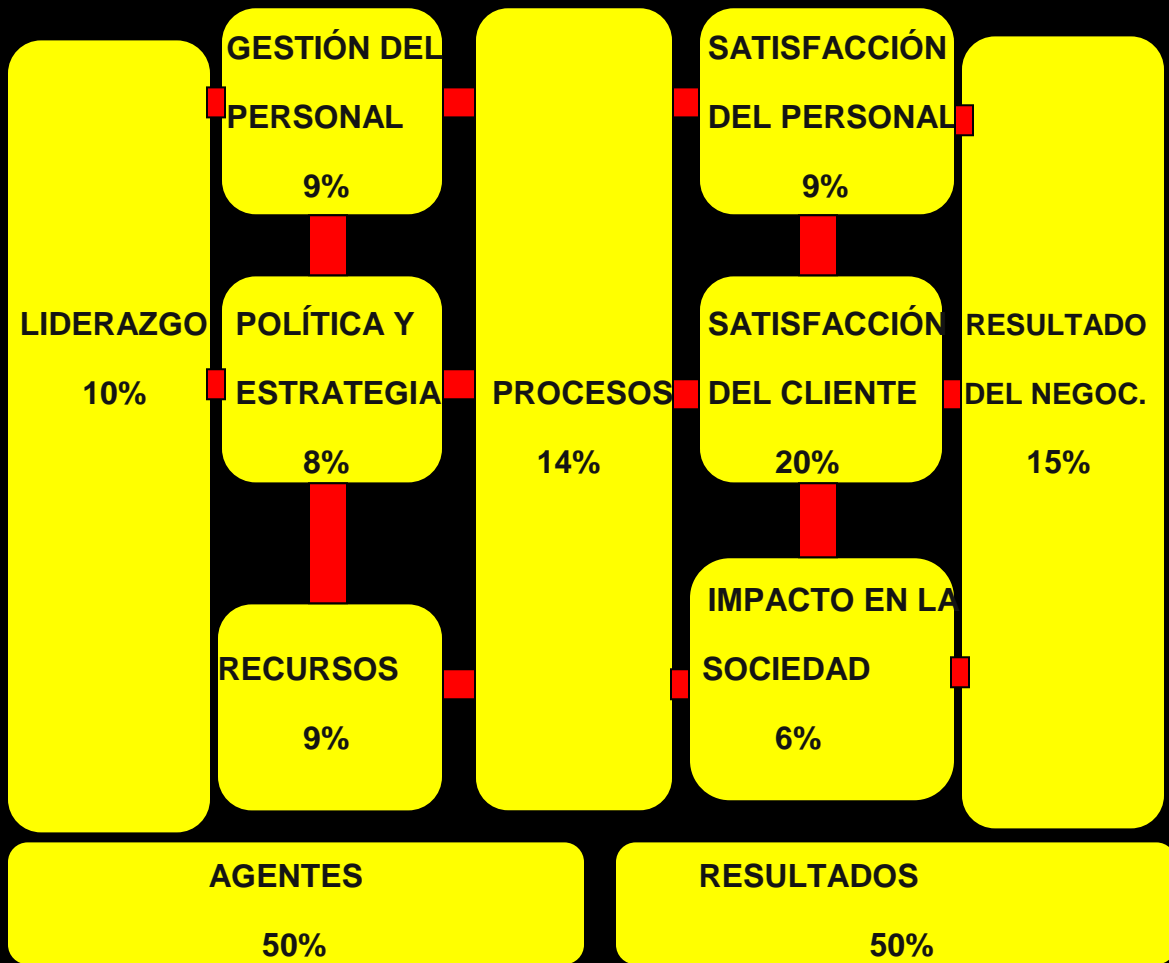 GESTIÓN DEL
PERSONAL
9%
SATISFACCIÓN
DEL PERSONAL
9%
LIDERAZGO
10%
POLÍTICA Y
ESTRATEGIA
8%
PROCESOS
14%
SATISFACCIÓN
DEL CLIENTE
20%
RESULTADO
DEL NEGOC.
15%
RECURSOS
9%
IMPACTO EN LA
SOCIEDAD
6%
AGENTES
50%
RESULTADOS
50%